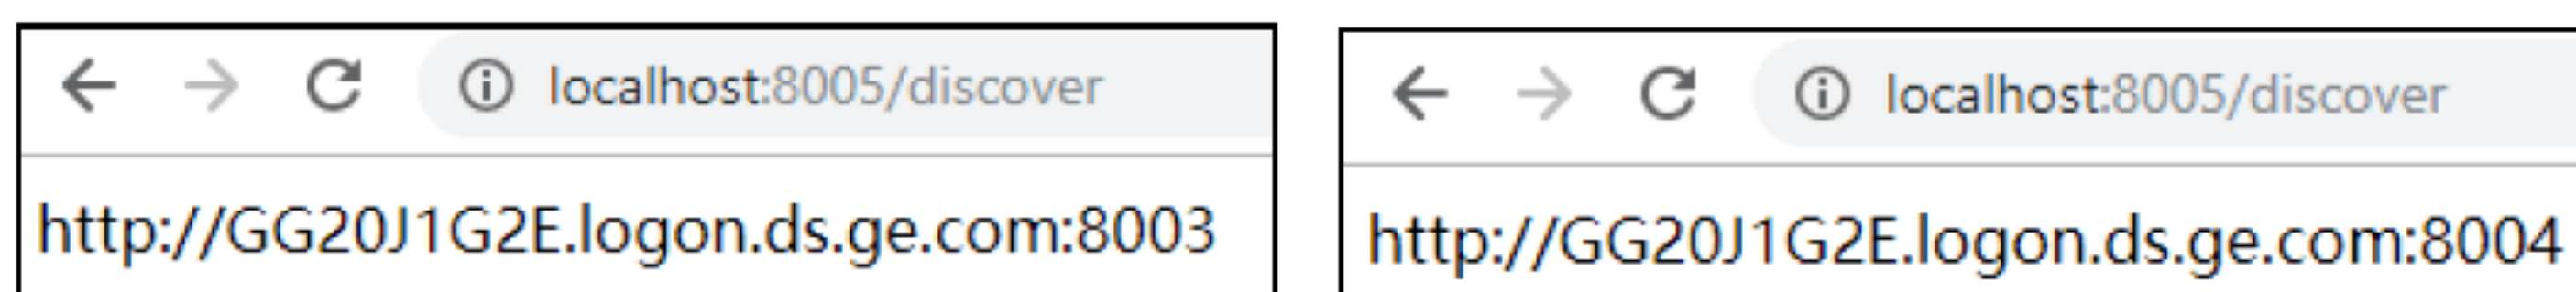 localhost:8005/discover
http://GG20J1G2E.logon.ds.ge.com:8003
localhost:8005/discover
http://GG20J1G2E.logon.ds.ge.com:8004